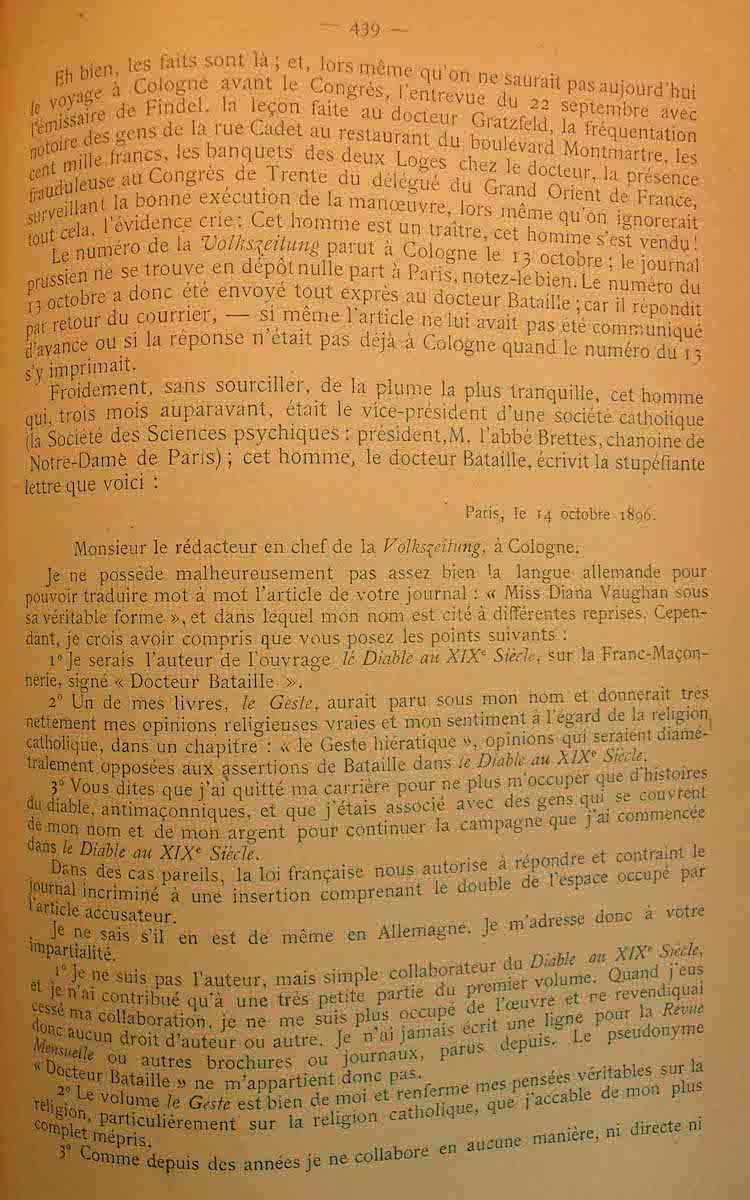 — 439 —
Eh bien, les faits sont là ; et, lors même qu'on ne saurait pas aujourd'hui
le voyage à Cologne avant le Congrès, l'entrevue du 22 septembre avec
l'émissaire de Findel, la leçon faite au docteur Gratzfeld, la fréquentation
notoire des gens de la rue Cadet au restaurant du boulevard Montmartre, les
cent mille francs, les banquets des deux Loges chez le docteur, la présence
frauduleuse au Congrès de Trente du délégué du Grand Orient de France,
surveillant la bonne exécution de la manœuvre, lors même qu'on ignorerait
tout cela, l'évidence crie : Cet homme est un traître, cet homme s'est vendu !
Le numéro de la Volkszeitung parut à Cologne le 13 octobre ; le journal
prussien ne se trouve en dépôt nulle part à Paris, notez-le bien. Le numéro du
13 octobre a donc été envoyé tout exprès au docteur Bataille ; car il répondit
par retour du courrier, — si même l'article ne lui avait pas été communiqué
d'avance ou si la réponse n'était pas déjà à Cologne quand le numéro du 13
s'y imprimait.
Froidement, sans sourciller, de la plume la plus tranquille, cet homme
qui, trois mois auparavant, était le vice-président d'une société catholique
(la Société des Sciences psychiques : président, M. l'abbé Brettes, chanoine de
Notre-Dame de Paris) ; cet homme, le docteur Bataille, écrivit la stupéfiante
lettre que voici :
Paris, le 14 octobre 1896.
Monsieur le rédacteur en chef de la Volkszeitung, à Cologne.
Je ne possède malheureusement pas assez bien la langue allemande pour
pouvoir traduire mot à mot l'article de votre journal : « Miss Diana Vaughan sous
sa véritable forme », et dans lequel mon nom est cité à différentes reprises. Cepen-
dant, je crois avoir compris que vous posez les points suivants :
1° Je serais l'auteur de l'ouvrage le Diable au XIXe Siècle, sur la Franc-Maçon-
nerie, signé « Docteur Bataille ».
2° Un de mes livres, le Geste, aurait paru sous mon nom et donnerait très
nettement mes opinions religieuses vraies et mon sentiment à l'égard de la religion
catholique, dans un chapitre : « le Geste hiératique », opinions qui seraient diamé-
tralement opposées aux assertions de Bataille dans le Diable au XIXe Siècle.
3° Vous dites que j'ai quitté ma carrière pour ne plus m'occuper que d'histoires
du diable, antimaçonniques, et que j'étais associé avec des gens qui se couvrent
de mon nom et de mon argent pour continuer la campagne que j'ai commencée
dans le Diable au XIXe Siècle.
Dans des cas pareils, la loi française nous autorise à répondre et contraint le
journal incriminé à une insertion comprenant le double de l'espace occupé par
l'article accusateur.
Je ne sais s'il en est de même en Allemagne. Je m'adresse donc à votre
impartialité.
1° Je ne suis pas l'auteur, mais simple collaborateur du Diable au XIXe Siècle,
et je n'ai contribué qu'à une très petite partie du premier volume. Quand j'eus
cessé ma collaboration, je ne me suis plus occupé de l'œuvre et ne revendiquai
donc aucun droit d'auteur ou autre. Je n'ai jamais écrit une ligne pour la Revue
Mensuelle ou autres brochures ou journaux, parus depuis. Le pseudonyme
« Docteur Bataille » ne m'appartient donc pas.
2° Le volume le Geste est bien de moi et renferme mes pensées véritables sur la
religion, particulièrement sur la religion catholique, que j'accable de mon plus
complet mépris.
3° Comme depuis des années je ne collabore en aucune manière, ni directe ni